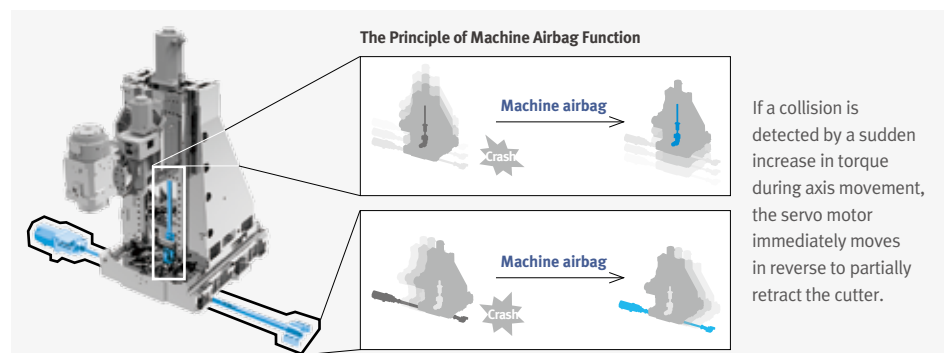 The Principle of Machine Airbag Function
Machine airbag
Crash
Machine airbag
Crash
If a collision is
detected by a sudden
increase in torque
during axis movement,
the servo motor
immediately moves
in reverse to partially
retract the cutter.